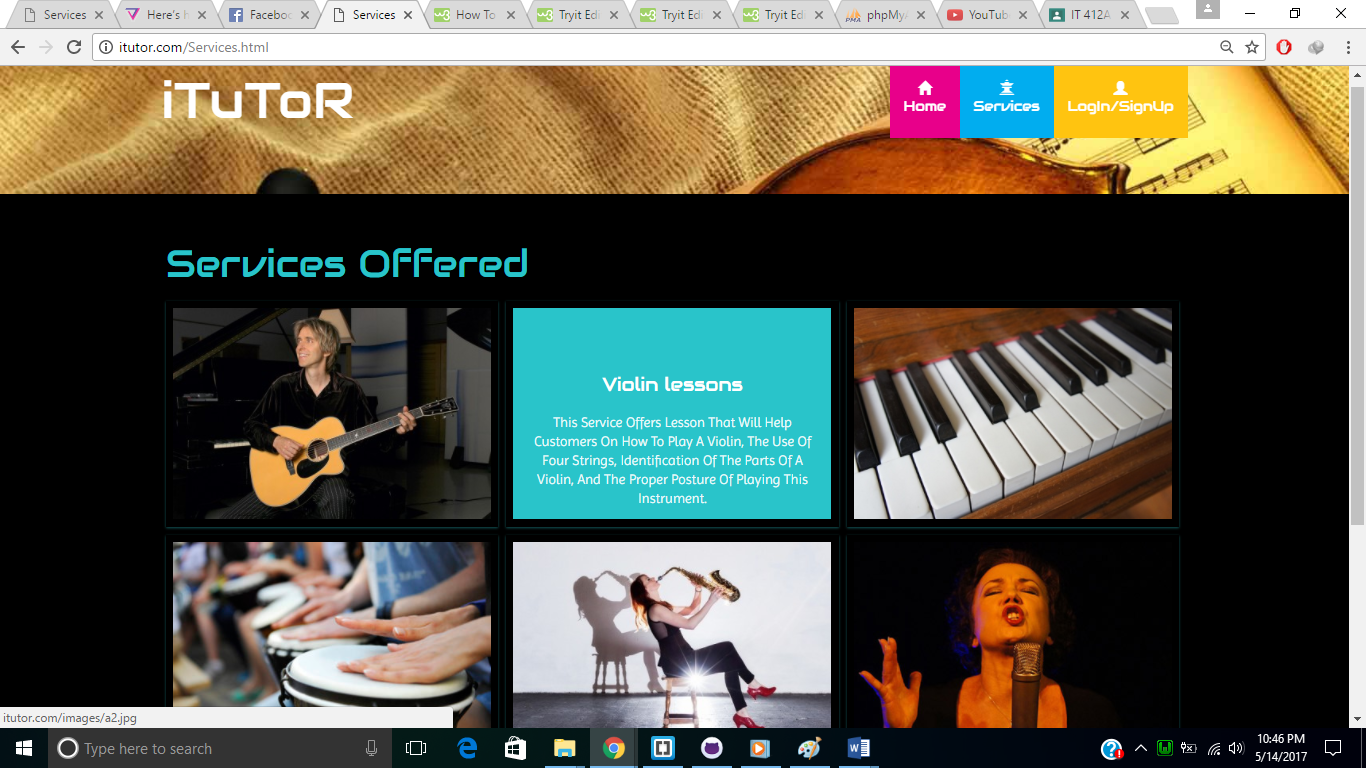 Services
Here's h
Faceboo
Services
How To
Tryit Edi
Tryit Edi
Tryit Edi
phpMyA
YouTube
IT 412A
itutor.com/Services.html
iTuToR
Home
Services
LogIn/SignUp
Services Offered
Violin lessons
This Service Offers Lesson That Will Help
Customers On How To Play A Violin, The Use Of
Four Strings, Identification Of The Parts Of A
Violin, And The Proper Posture Of Playing This
Instrument.
itutor.com/images/a2.jpg
Type here to search
10:46 PM
5/14/2017